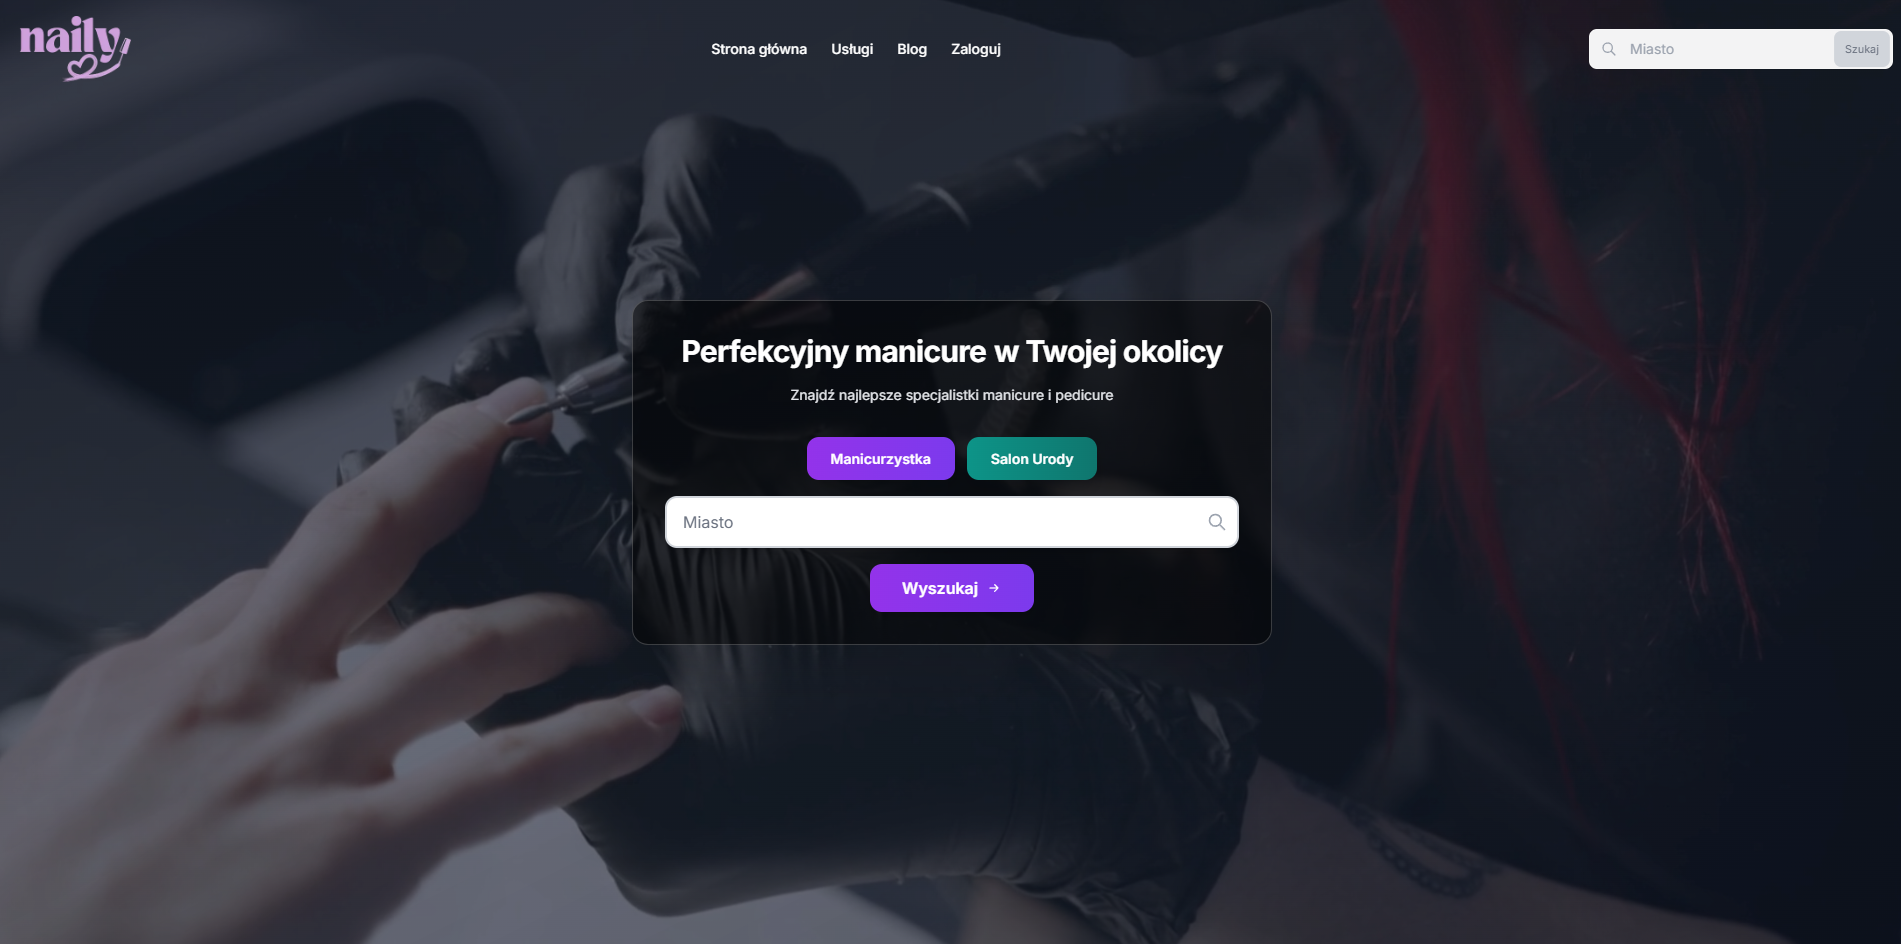 naily
Strona główna
Usługi
Blog
Zaloguj
Miasto
Szukaj
Perfekcyjny manicure w Twojej okolicy
Znajdź najlepsze specjalistki manicure i pedicure
Manicurzystka
Salon Urody
Miasto
Wyszukaj →